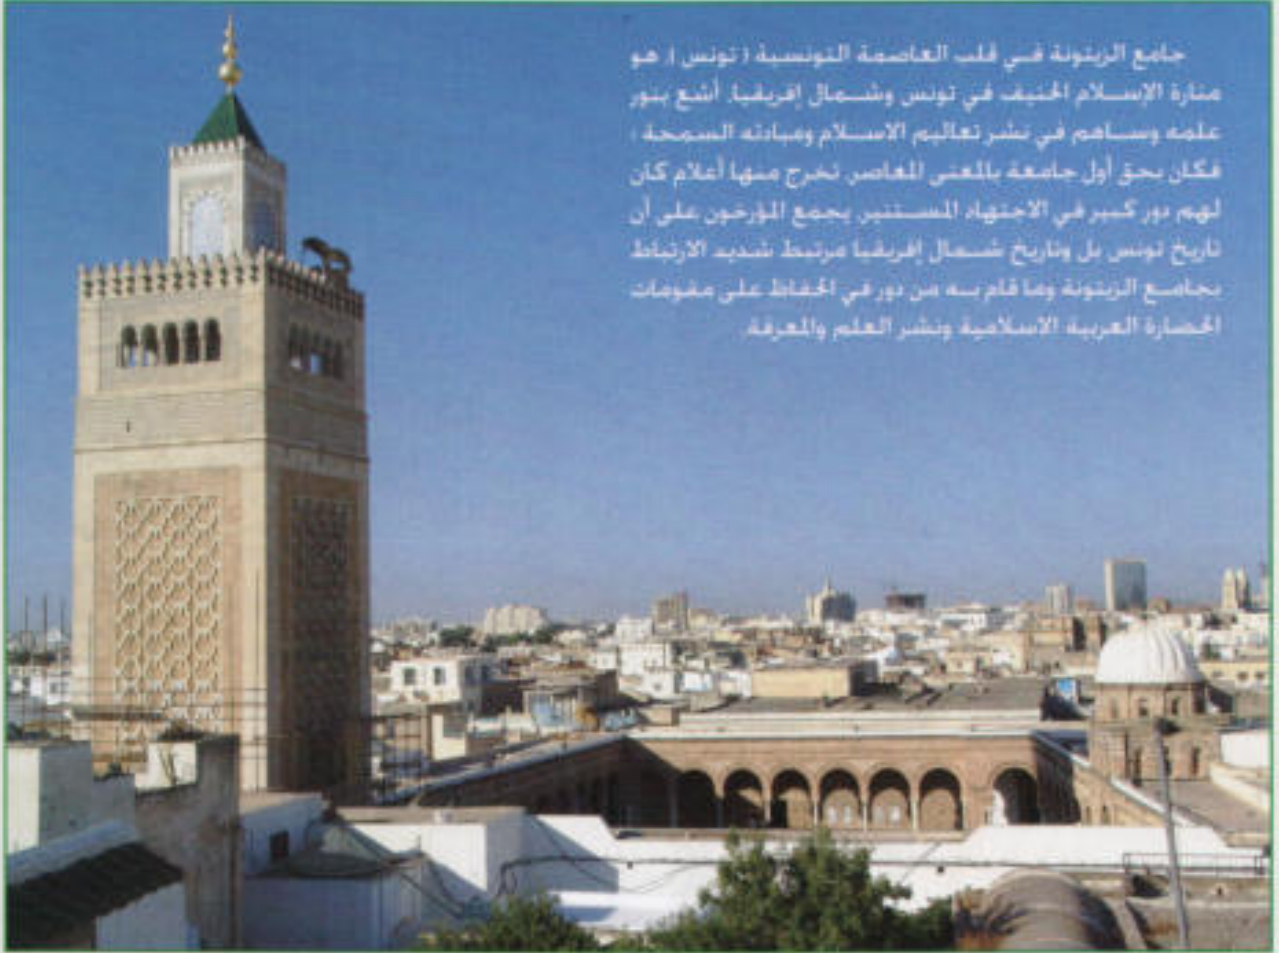 جامع الزيتونة في قلب العاصمة التونسية ( تونس ). هو
منارة الإسلام الحنيف في تونس وشمال إفريقيا. أشع بنور
علمه وساهم في نشر تعاليم الاسلام ومبادئه السمحة ؛
فكان بحق أول جامعة بالمعنى المعاصر. تخرج منها أعلام كان
لهم دور كبير في الاجتهاد المستنير. يجمع المؤرخون على أن
تاريخ تونس بل وتاريخ شمال إفريقيا مرتبط شديد الارتباط
بجامع الزيتونة وما قام به من دور في الحفاظ على مقومات
الحضارة العربية الاسلامية ونشر العلم والمعرفة.